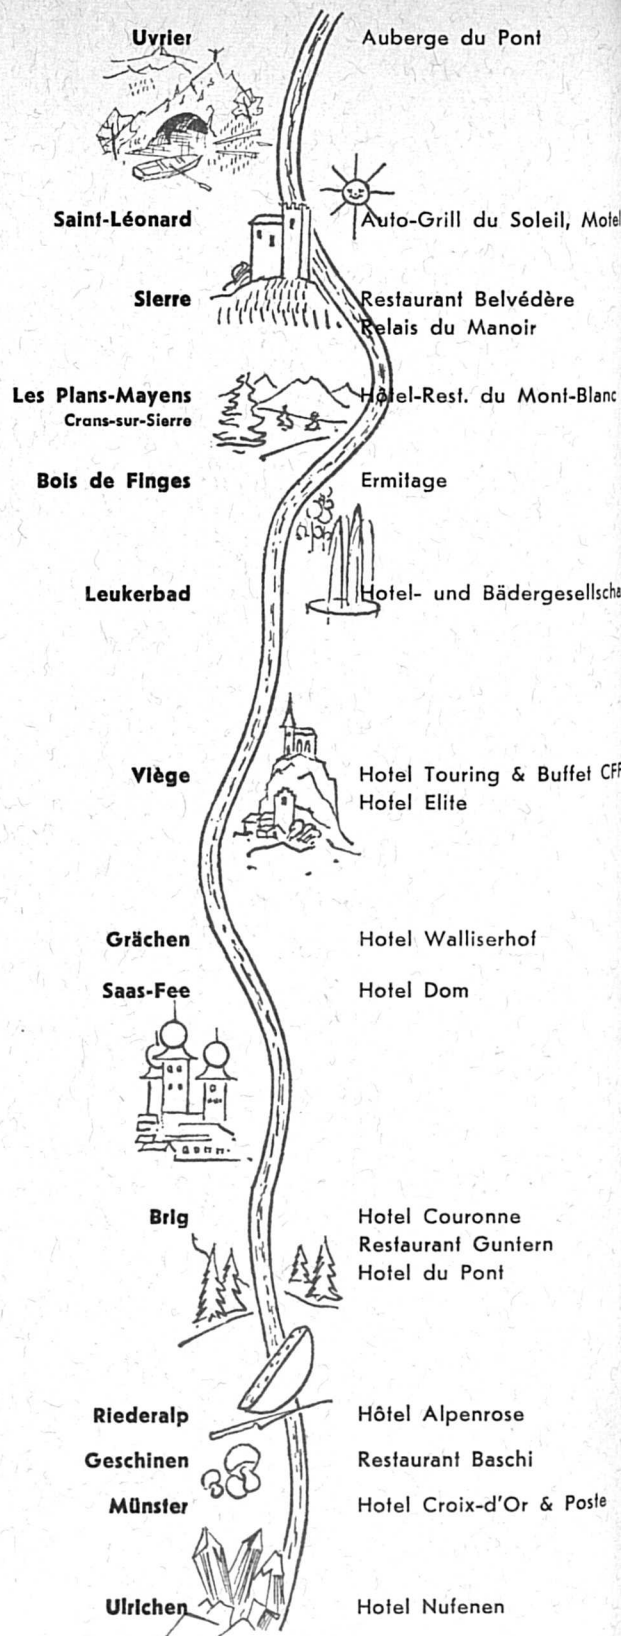 Uvrier Auberge du Pont
Saint-Léonard Auto-Grill du Soleil, Motel
Sierre Restaurant Belvédère
Relais du Manoir
Les Plans-Mayens Hôtel-Rest. du Mont-Blanc
Crans-sur-Sierre
Bois de Finges Ermitage
Leukerbad Hotel- und Bädergesellscha
Viège Hotel Touring & Buffet CFF
Hotel Elite
Grächen Hotel Walliserhof
Saas-Fee Hotel Dom
Brig Hotel Couronne
Restaurant Guntern
Hotel du Pont
Riederalp Hôtel Alpenrose
Geschinen Restaurant Baschi
Münster Hotel Croix-d'Or & Poste
Ulrichen Hotel Nufenen